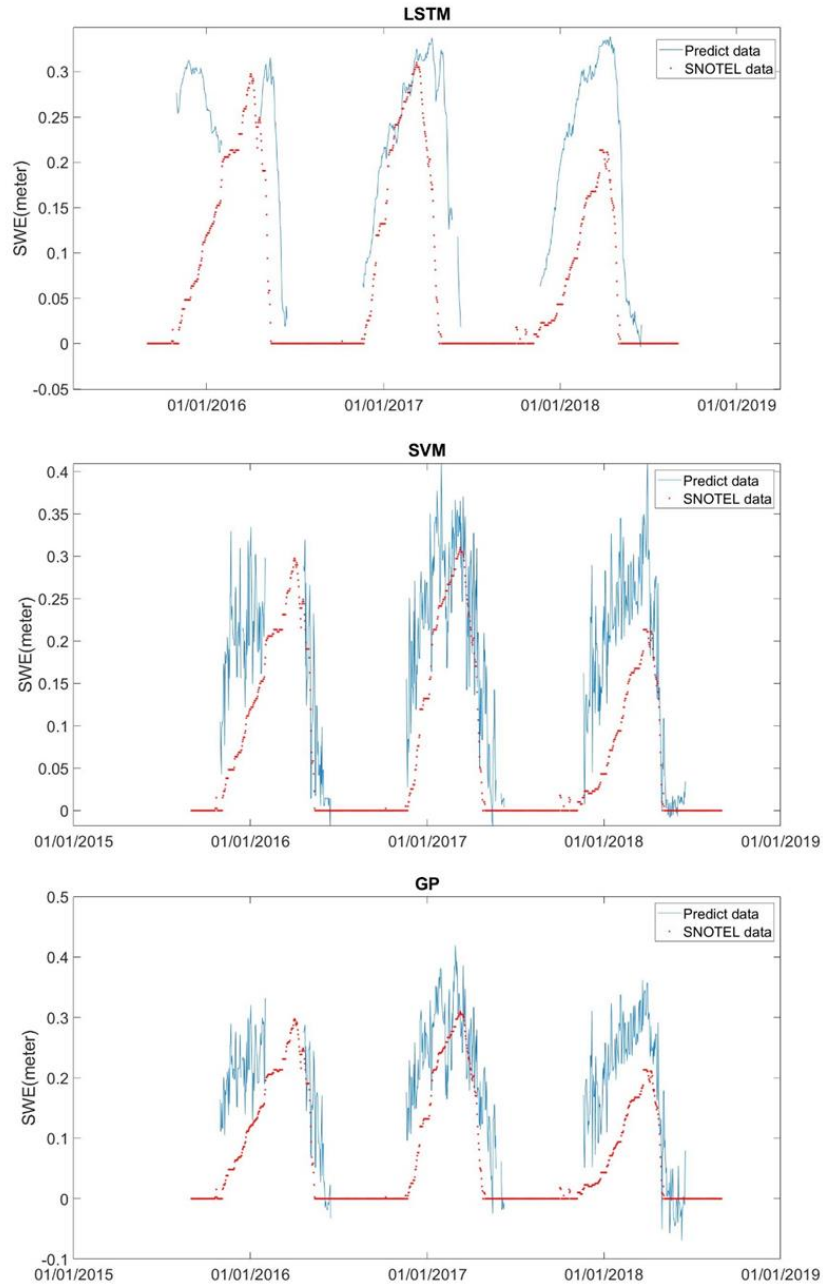 LSTM
Predict data
SNOTEL data
0.3
0.25
0.2
0.15
0.1
0.05
0
-0.05
SWE(meter)
01/01/2016 01/01/2017 01/01/2018 01/01/2019
SVM
Predict data
SNOTEL data
0.4
0.35
0.3
0.25
0.2
0.15
0.1
0.05
0
SWE(meter)
01/01/2015 01/01/2016 01/01/2017 01/01/2018 01/01/2019
GP
Predict data
SNOTEL data
0.5
0.4
0.3
0.2
0.1
0
-0.1
SWE(meter)
01/01/2015 01/01/2016 01/01/2017 01/01/2018 01/01/2019